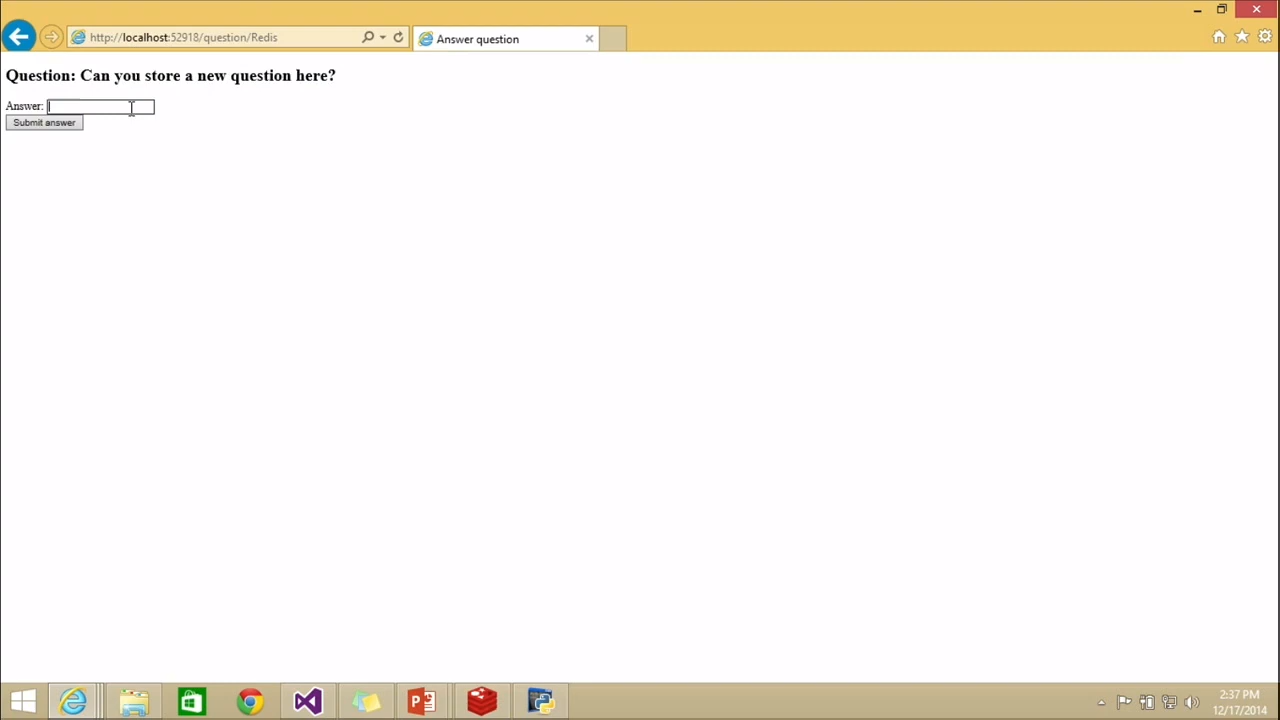 http://localhost:52918/question/Redis
Answer question
Question: Can you store a new question here?
Answer:
Submit answer
2:37 PM
12/17/2014